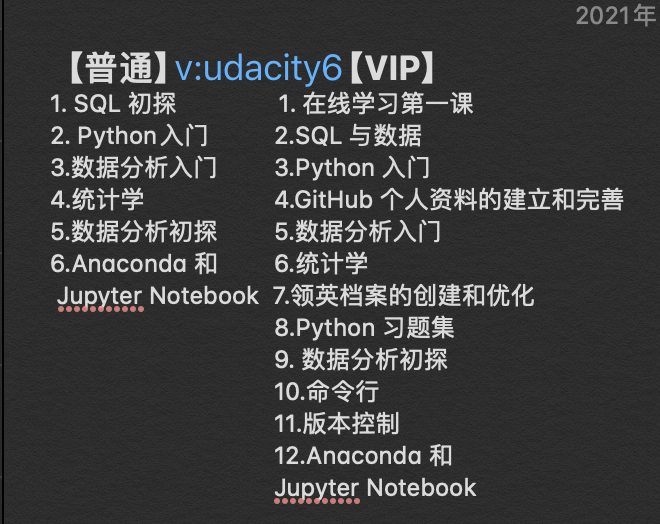 2021年
【普通】v:udacity6【VIP】
1. SQL 初探
2. Python入门
3.数据分析入门
4.统计学
5.数据分析初探
6.Anaconda 和
Jupyter Notebook
1. 在线学习第一课
2.SQL 与数据
3.Python 入门
4.GitHub 个人资料的建立和完善
5.数据分析入门
6.统计学
7.领英档案的创建和优化
8.Python 习题集
9. 数据分析初探
10.命令行
11.版本控制
12.Anaconda 和
Jupyter Notebook